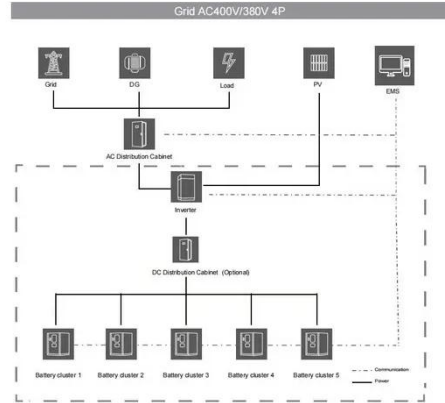 Grid AC400V/380V 4P
Grid
DG
Load
PV
EMS
AC Distribution Cabinet
Inverter
DC Distribution Cabinet (Optional)
Battery cluster 1
Battery cluster 2
Battery cluster 3
Battery cluster 4
Battery cluster 5
Communication
Power